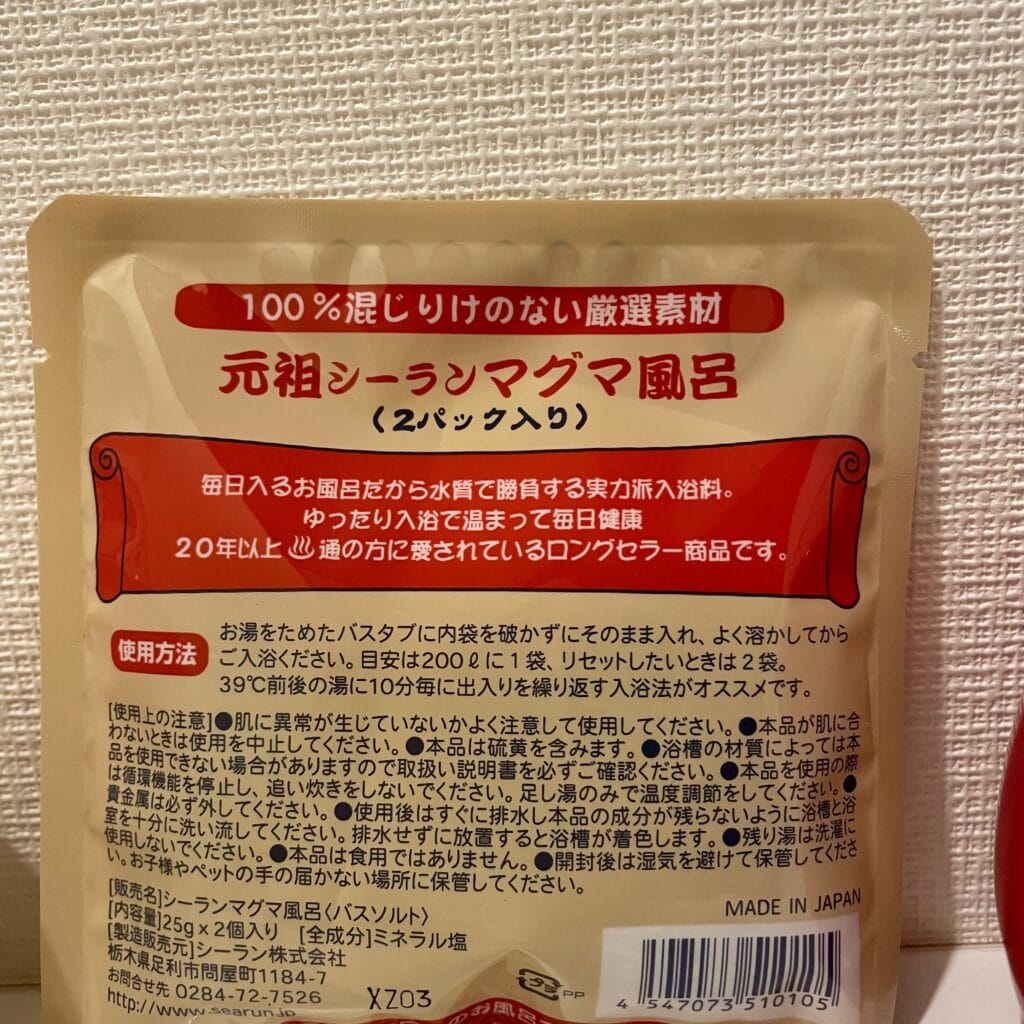 100%混じりけのない厳選素材
元祖シーランマグマ風呂
(2パック入り)
毎日入るお風呂だから水質で勝負する実力派入浴料。
ゆったり入浴で温まって毎日健康
20年以上♨通の方に愛されているロングセラー商品です。
使用方法
お湯をためたバスタブに内袋を破かずにそのまま入れ、よく溶かしてから
ご入浴ください。目安は200ℓに1袋、リセットしたいときは2袋。
39℃前後の湯に10分毎に出入りを繰り返す入浴法がオススメです。
[使用上の注意]●肌に異常が生じていないかよく注意して使用してください。●本品が肌に合
わないときは使用を中止してください。●本品は硫黄を含みます。●浴槽の材質によっては本
品を使用できない場合がありますので取扱い説明書を必ずご確認ください。●本品を使用の際
は循環機能を停止し、追い炊きをしないでください。足し湯のみで温度調節をしてください。●
貴金属は必ず外してください。●使用後はすぐに排水し本品の成分が残らないように浴槽と浴
室を十分に洗い流してください。排水せずに放置すると浴槽が着色します。●残り湯は洗濯に
使用しないでください。●本品は食用ではありません。●開封後は湿気を避けて保管してくださ
い。お子様やペットの手の届かない場所に保管してください。
[販売名]シーランマグマ風呂〈バスソルト〉
[内容量]25g×2個入り [全成分]ミネラル塩
[製造販売元]シーラン株式会社
栃木県足利市問屋町1184-7
お問合せ先 0284-72-7526
http://www.searun.jp
XZ03
プラ
PP
MADE IN JAPAN
4 547073 510105
のお風呂